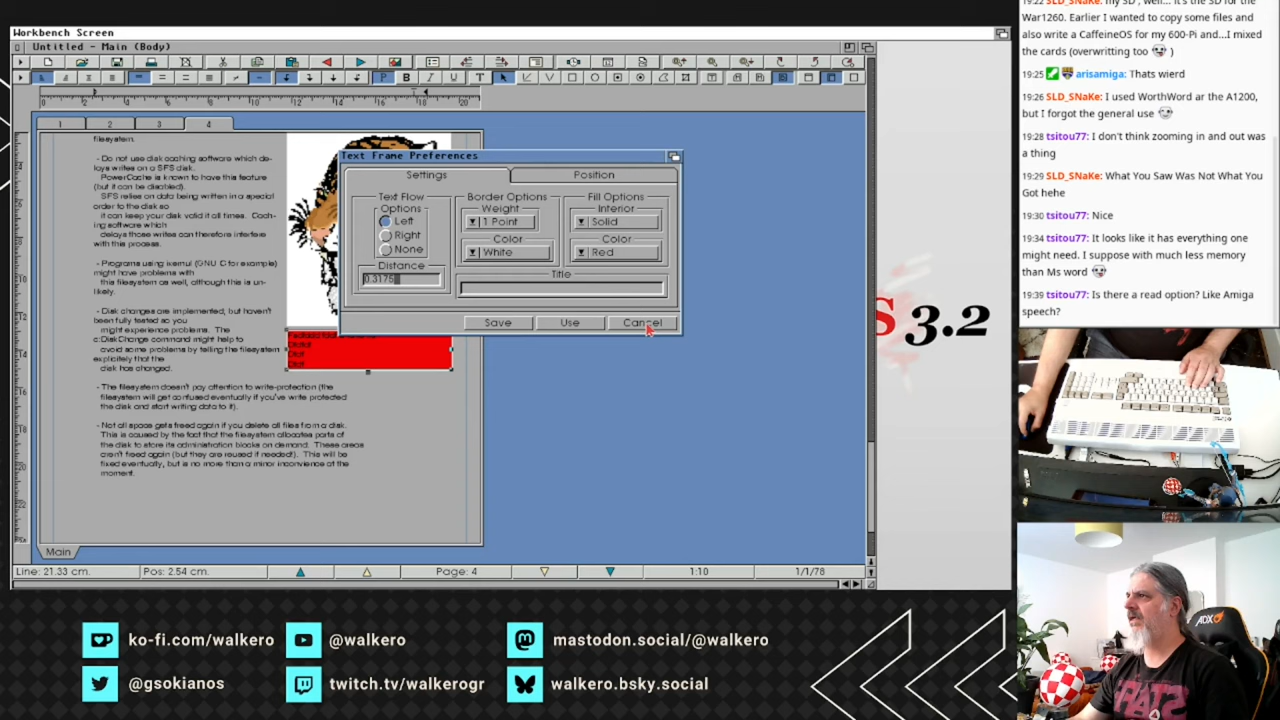 Workbench Screen
Untitled - Main (Body)
0 2 4 6 8 10 12 14 16 18 20
1 2 3 4
filesystem.
- Do not use disk caching software which de-
lays writes on a SFS disk.
PowerCache is known to have this feature
(but it can be disabled).
SFS relies on data being written in a special
order to the disk so
it can keep your disk valid at all times. Cach-
ing software which
delays those writes can therefore interfere
with this process.
- Programs using ixemul (GNU C for example)
might have problems with
this filesystem as well, although this is un-
likely.
- Disk changes are implemented, but haven't
been fully tested so you
might experience problems. The
c:DiskChange command might help to
avoid some problems by telling the filesystem
explicitly that the
disk has changed.
- The filesystem doesn't pay attention to write-protection (the
filesystem will get confused eventually if you've write protected
the disk and start writing data to it).
- Not all space gets freed again if you delete all files from a disk.
This is caused by the fact that the filesystem allocates parts of
the disk to store its administration blocks on demand. These areas
aren't freed again (but they are reused if needed!). This will be
fixed eventually, but is no more than a minor inconvenience at the
moment.
Text Frame Preferences
Settings
Position
Text Flow
Options
Left
Right
None
Distance
0.3175
Border Options
Weight
1 Point
Color
White
Fill Options
Interior
Solid
Color
Red
Title
Save
Use
Cancel
S 3.2
Main
Line: 21.33 cm.
Pos: 2.54 cm.
Page: 4
1:10
1/1/78
19:22 SLD_SNaKe: my SD , well... it's the SD for the
War1260. Earlier I wanted to copy some files and
also write a CaffeineOS for my 600-Pi and...I mixed
the cards (overwritting too )
19:25 arisamiga: Thats wierd
19:26 SLD_SNaKe: I used WorthWord ar the A1200,
but I forgot the general use
19:28 tsitou77: I don't think zooming in and out was
a thing
19:29 SLD_SNaKe: What You Saw Was Not What You
Got hehe
19:30 tsitou77: Nice
19:34 tsitou77: It looks like it has everything one
might need. I suppose with much less memory
than Ms word
19:39 tsitou77: Is there a read option? Like Amiga
speech?
ko-fi.com/walkero
@walkero
mastodon.social/@walkero
@gsokianos
twitch.tv/walkerogr
walkero.bsky.social